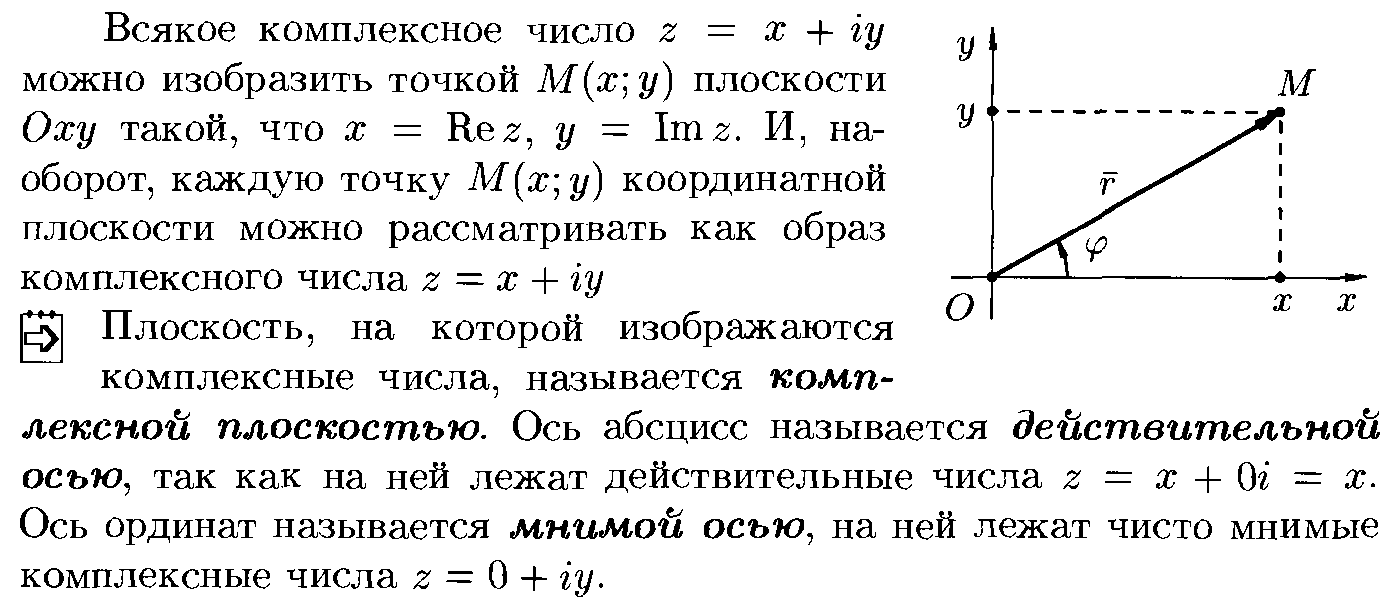 Всякое комплексное число z = x + iy
можно изобразить точкой M(x; y) плоскости
Oxy такой, что x = Re z, y = Im z. И, на-
оборот, каждую точку M(x; y) координатной
плоскости можно рассматривать как образ
комплексного числа z = x + iy
Плоскость, на которой изображаются
комплексные числа, называется комп-
лексной плоскостью. Ось абсцисс называется действительной
осью, так как на ней лежат действительные числа z = x + 0i = x.
Ось ординат называется мнимой осью, на ней лежат чисто мнимые
комплексные числа z = 0 + iy.
y
M
y
r̄
φ
O
x
x